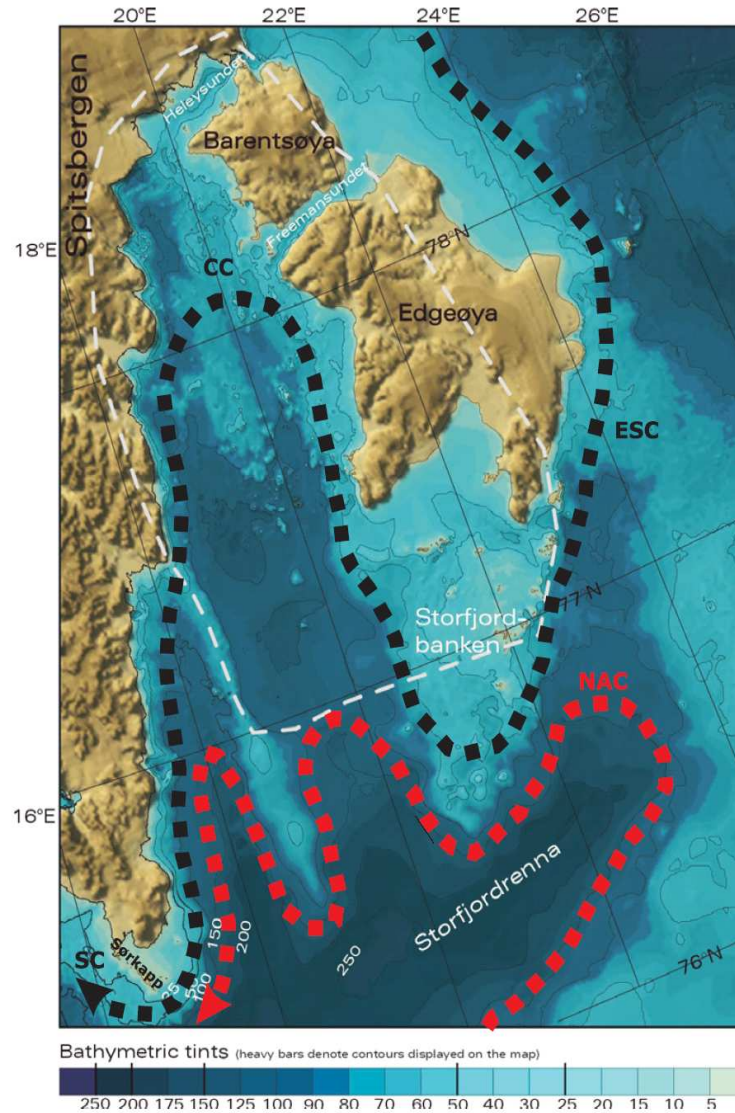 20°E 22°E 24°E 26°E
Spitsbergen
Heleysundet
Barentsøya
Freemansundet
78°N
18°E
CC
Edgeøya
ESC
77 N
Storfjord-
banken
NAC
16°E
Storfjordrenna
150
200
250
Sørkapp
SC
25
50
100
76°N
Bathymetric tints (heavy bars denote contours displayed on the map)
250 200 175 150 125 100 90 80 70 60 50 40 30 25 20 15 10 5